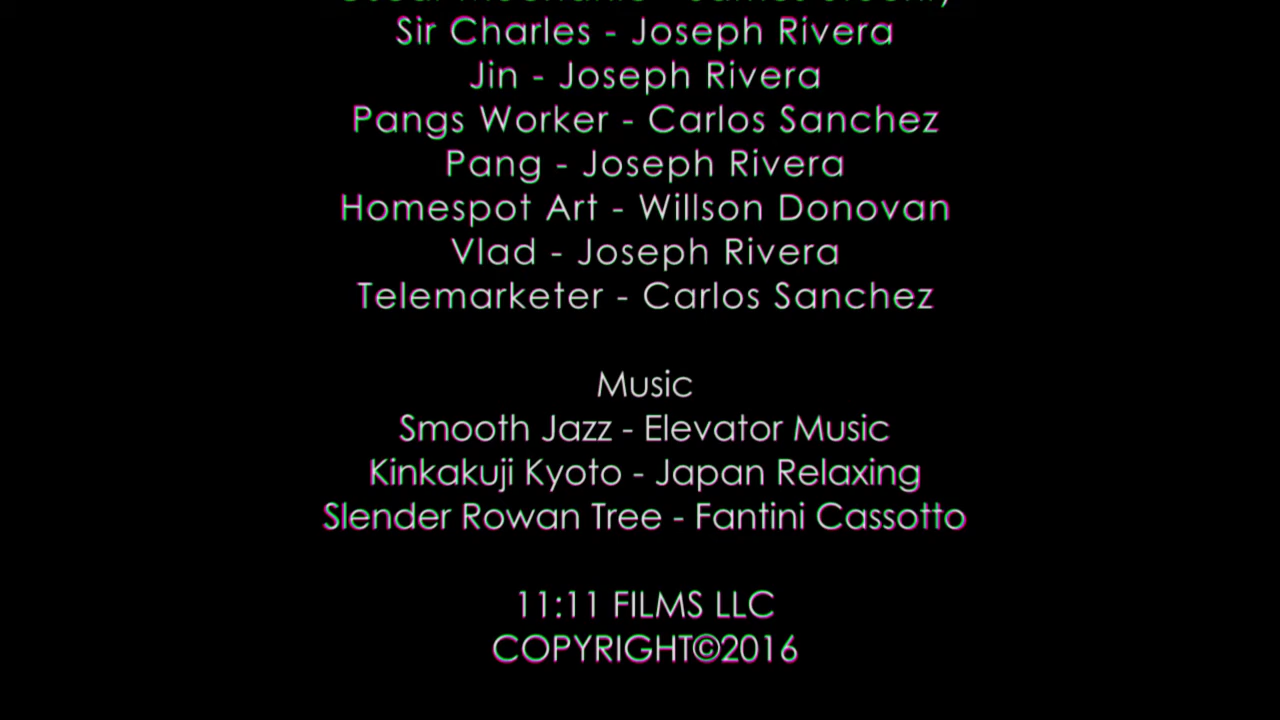 Sir Charles - Joseph Rivera
Jin - Joseph Rivera
Pangs Worker - Carlos Sanchez
Pang - Joseph Rivera
Homespot Art - Willson Donovan
Vlad - Joseph Rivera
Telemarketer - Carlos Sanchez
Music
Smooth Jazz - Elevator Music
Kinkakuji Kyoto - Japan Relaxing
Slender Rowan Tree - Fantini Cassotto
11:11 FILMS LLC
COPYRIGHT©2016